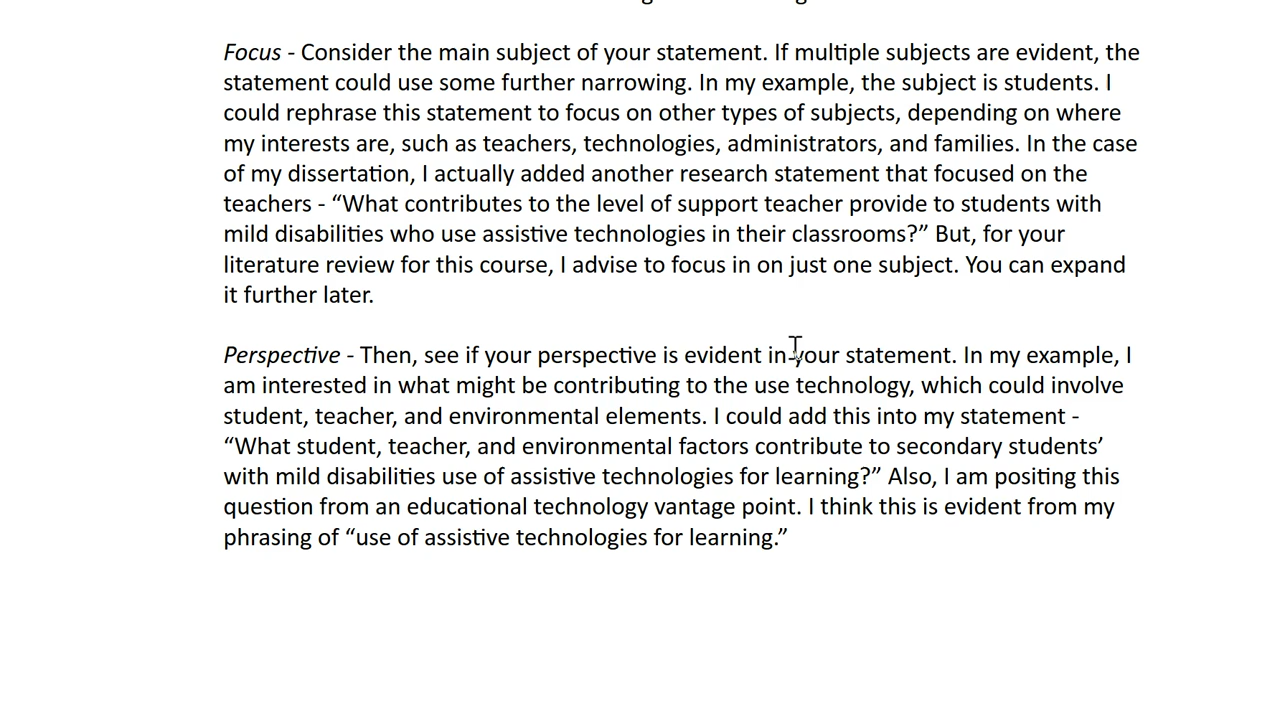 Focus - Consider the main subject of your statement. If multiple subjects are evident, the
statement could use some further narrowing. In my example, the subject is students. I
could rephrase this statement to focus on other types of subjects, depending on where
my interests are, such as teachers, technologies, administrators, and families. In the case
of my dissertation, I actually added another research statement that focused on the
teachers - “What contributes to the level of support teacher provide to students with
mild disabilities who use assistive technologies in their classrooms?” But, for your
literature review for this course, I advise to focus in on just one subject. You can expand
it further later.
Perspective - Then, see if your perspective is evident in your statement. In my example, I
am interested in what might be contributing to the use technology, which could involve
student, teacher, and environmental elements. I could add this into my statement -
“What student, teacher, and environmental factors contribute to secondary students’
with mild disabilities use of assistive technologies for learning?” Also, I am positing this
question from an educational technology vantage point. I think this is evident from my
phrasing of “use of assistive technologies for learning.”